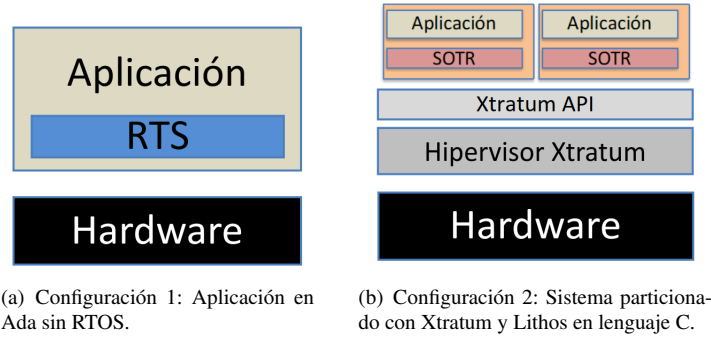 Aplicación
RTS
Hardware
(a) Configuración 1: Aplicación en
Ada sin RTOS.
Aplicación
SOTR
Aplicación
SOTR
Xtratum API
Hipervisor Xtratum
Hardware
(b) Configuración 2: Sistema particiona-
do con Xtratum y Lithos en lenguaje C.